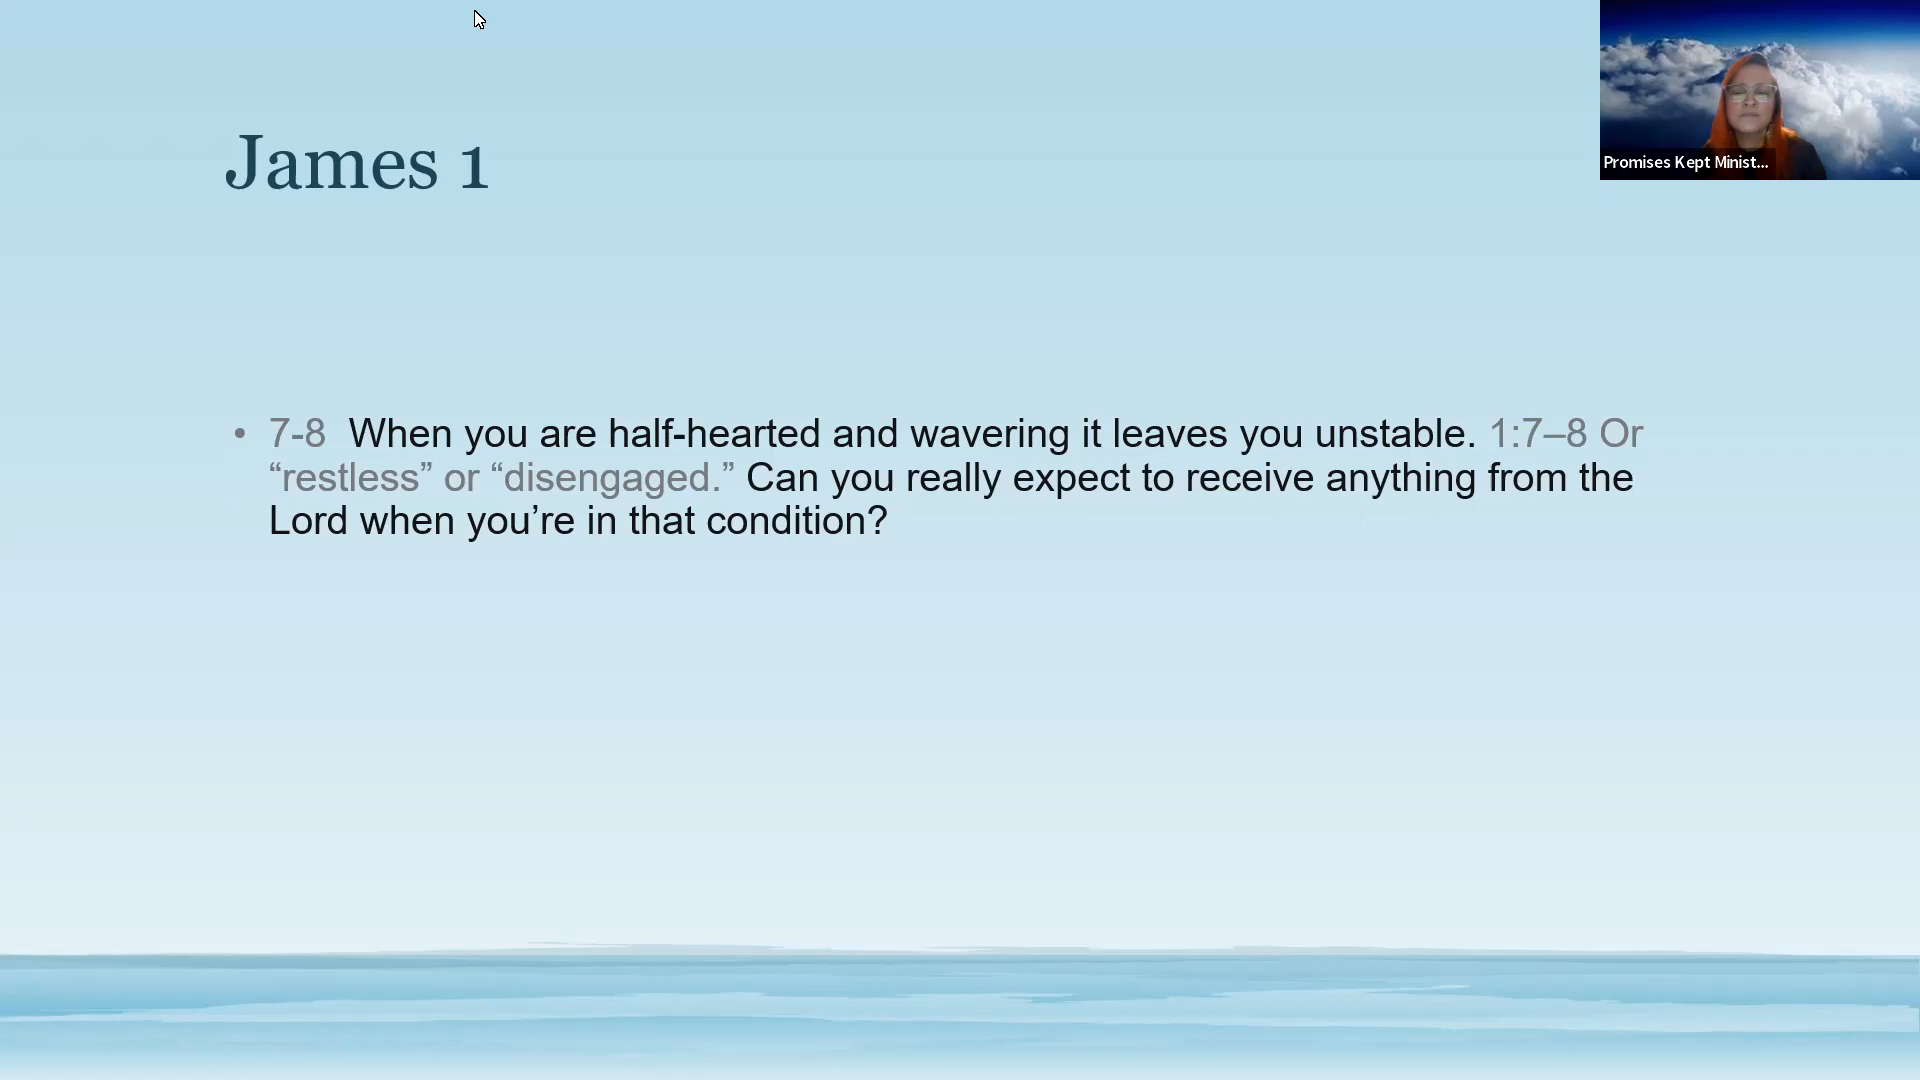 James 1
Promises Kept Minist...
• 7-8  When you are half-hearted and wavering it leaves you unstable. 1:7–8 Or
“restless” or “disengaged.” Can you really expect to receive anything from the
Lord when you’re in that condition?